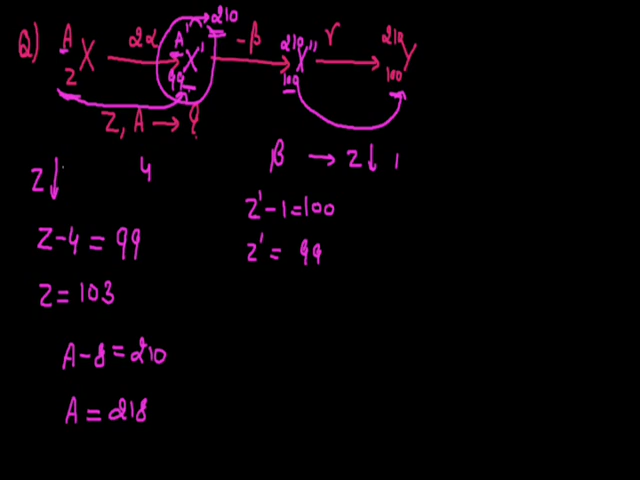 Q) A Z X 2α → A' 99 X' → 210 -β → 210 X'' 100 γ → 210 Y 100
Z, A → ?
Z↓ 4 β → Z↓ 1
Z-4 = 99 Z'-1=100
Z = 103 Z' = 99
A-8=210
A = 218